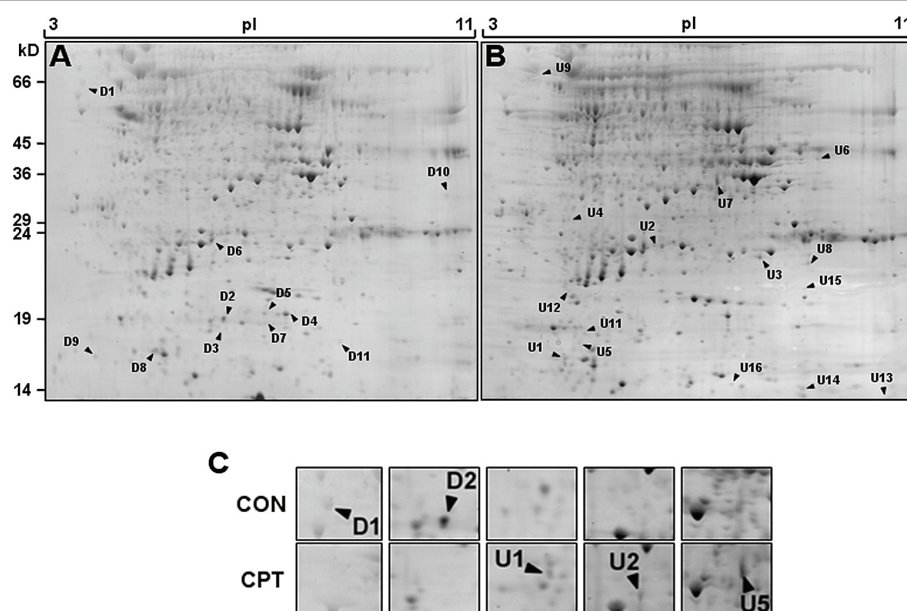 3 pI 11
3 pI 11
kD
A
B
66
45
36
29
24
19
14
D1
D10
D6
D2
D5
D4
D3
D7
D9
D8
D11
U9
U6
U7
U4
U2
U8
U3
U15
U12
U11
U1
U5
U16
U14
U13
C
CON
D1
D2
CPT
U1
U2
U5